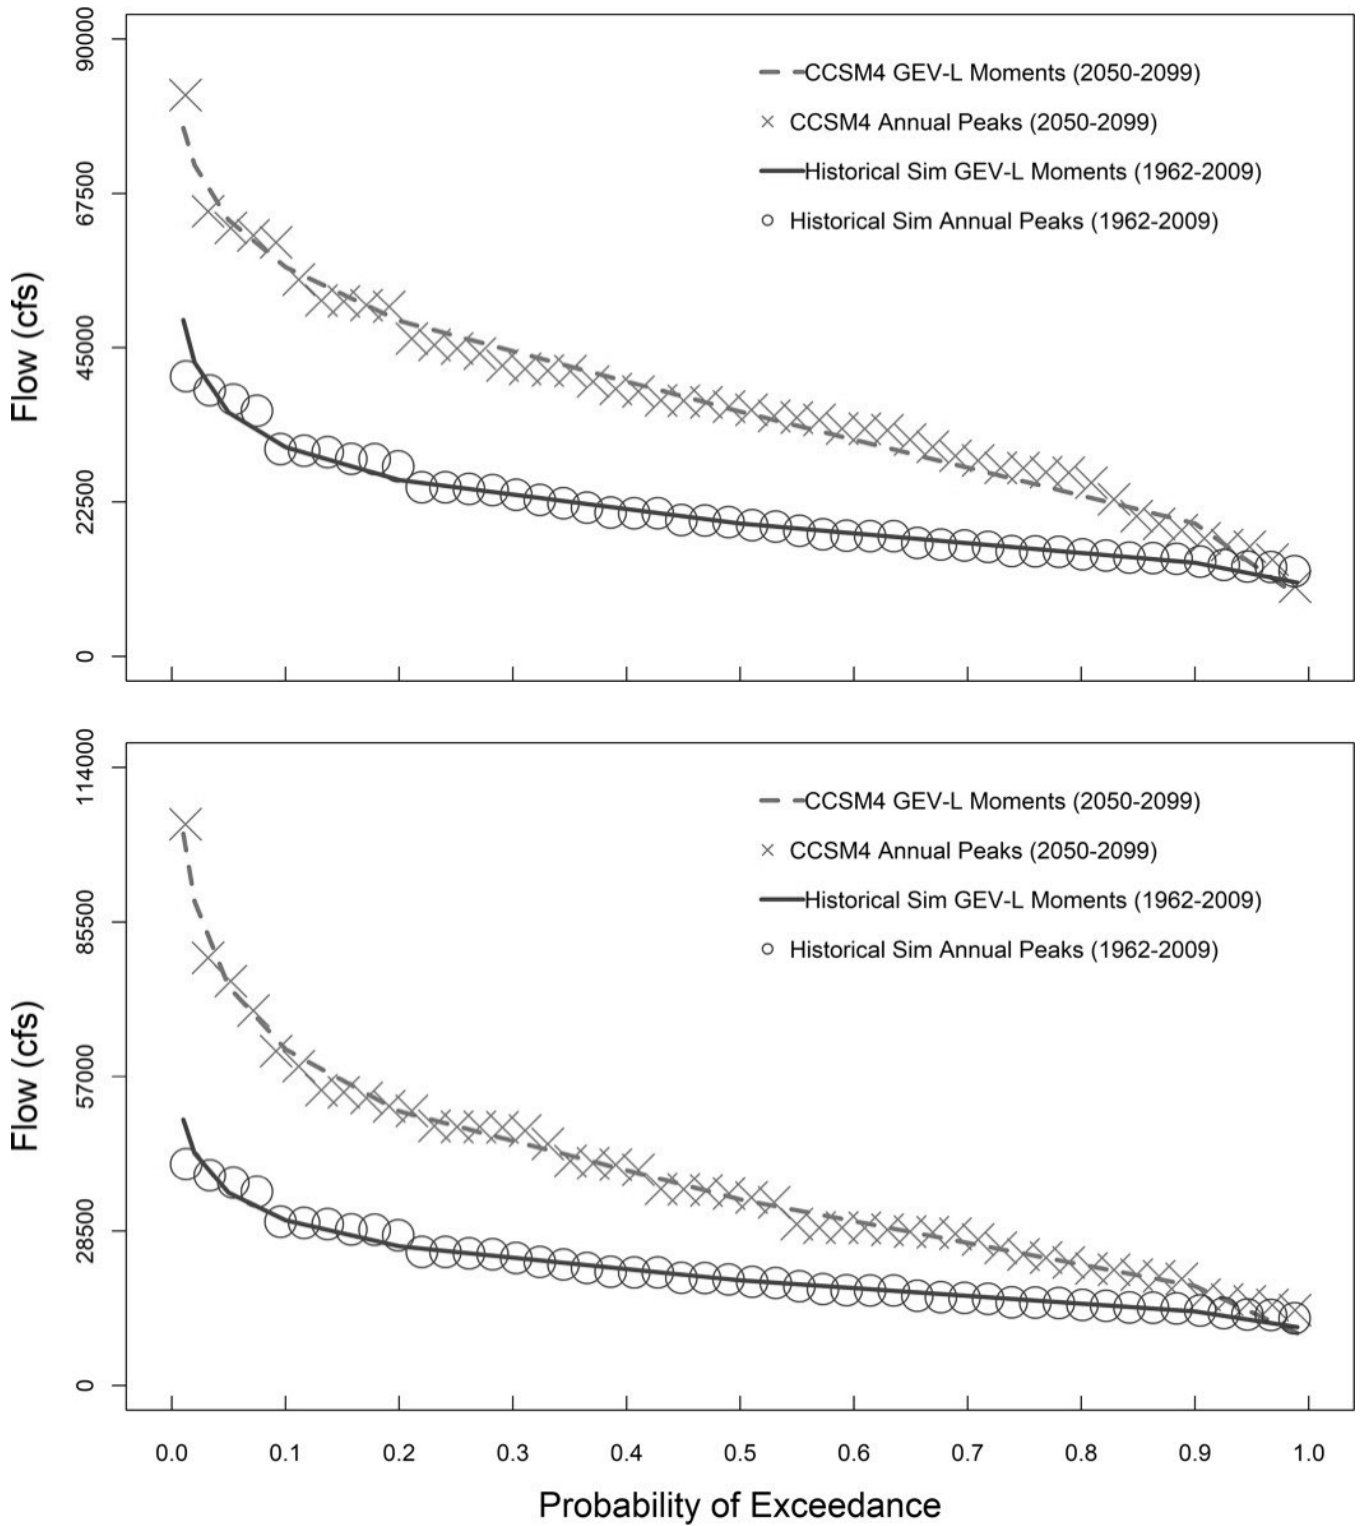 90000
67500
45000
22500
0
Flow (cfs)
CCSM4 GEV-L Moments (2050-2099)
CCSM4 Annual Peaks (2050-2099)
Historical Sim GEV-L Moments (1962-2009)
Historical Sim Annual Peaks (1962-2009)
114000
85500
57000
28500
0
Flow (cfs)
CCSM4 GEV-L Moments (2050-2099)
CCSM4 Annual Peaks (2050-2099)
Historical Sim GEV-L Moments (1962-2009)
Historical Sim Annual Peaks (1962-2009)
0.0 0.1 0.2 0.3 0.4 0.5 0.6 0.7 0.8 0.9 1.0
Probability of Exceedance